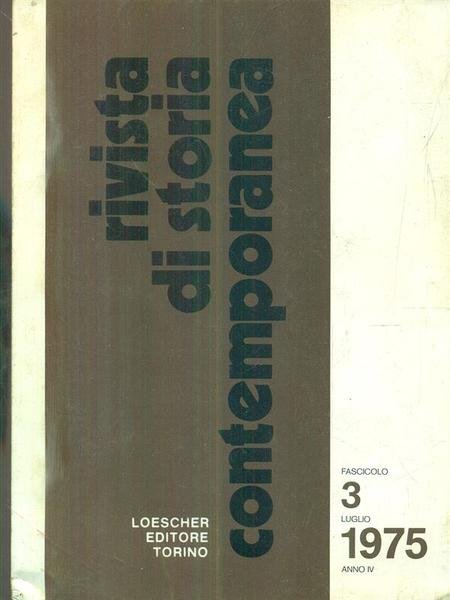 rivista
di storia
contemporanea
LOESCHER
EDITORE
TORINO
FASCICOLO
3
LUGLIO
1975
ANNO IV